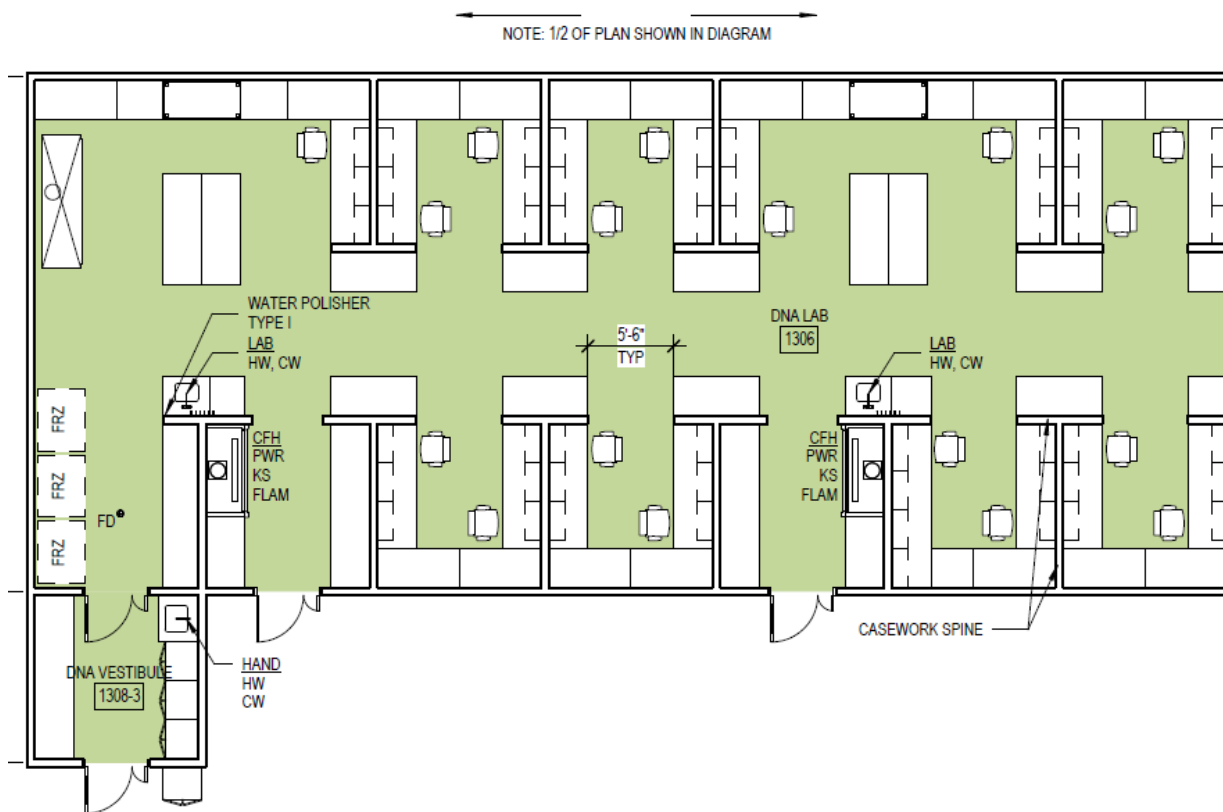 NOTE: 1/2 OF PLAN SHOWN IN DIAGRAM
WATER POLISHER
TYPE I
LAB
HW, CW
5'-6"
TYP
DNA LAB
1306
LAB
HW, CW
FRZ
FRZ
FRZ
FD
CFH
PWR
KS
FLAM
CFH
PWR
KS
FLAM
CASEWORK SPINE
HAND
HW
CW
DNA VESTIBULE
1308-3